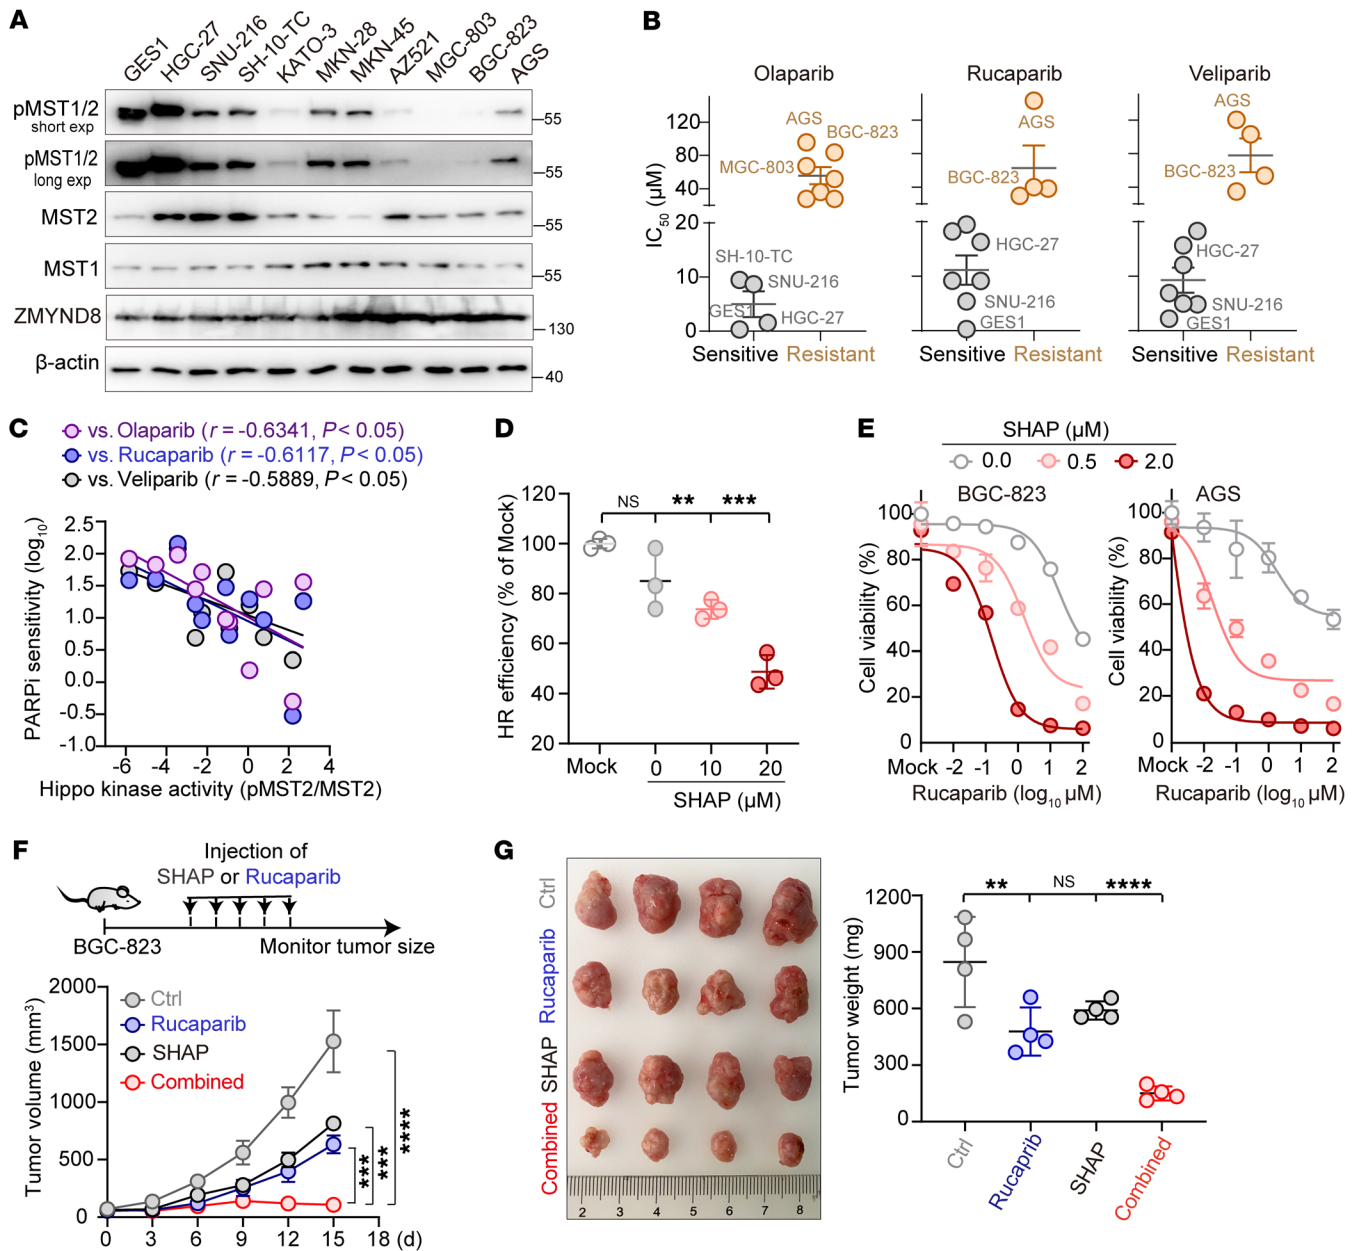 A
GES1
HGC-27
SNU-216
SH-10-TC
KATO-3
MKN-28
MKN-45
AZ521
MGC-803
BGC-823
AGS
pMST1/2
short exp
55
pMST1/2
long exp
55
MST2
55
MST1
55
ZMYND8
130
β-actin
40
B
Olaparib
Rucaparib
Veliparib
IC50 (μM)
120
80
40
20
10
0
AGS
BGC-823
MGC-803
SH-10-TC
SNU-216
GES1
HGC-27
Sensitive Resistant
AGS
BGC-823
HGC-27
SNU-216
GES1
Sensitive Resistant
AGS
BGC-823
HGC-27
SNU-216
GES1
Sensitive Resistant
C
vs. Olaparib (r = -0.6341, P < 0.05)
vs. Rucaparib (r = -0.6117, P < 0.05)
vs. Veliparib (r = -0.5889, P < 0.05)
PARPi sensitivity (log10)
2.5
2.0
1.5
1.0
0.5
0.0
-0.5
-1.0
-6 -4 -2 0 2 4
Hippo kinase activity (pMST2/MST2)
D
HR efficiency (% of Mock)
120
100
80
60
40
20
NS ** ***
Mock 0 10 20
SHAP (μM)
E
SHAP (μM)
0.0 0.5 2.0
BGC-823
Cell viability (%)
100
80
60
40
20
0
Mock -2 -1 0 1 2
Rucaparib (log10 μM)
AGS
Cell viability (%)
100
80
60
40
20
0
Mock -2 -1 0 1 2
Rucaparib (log10 μM)
F
Injection of
SHAP or Rucaparib
BGC-823
Monitor tumor size
Tumor volume (mm3)
2000
1500
1000
500
0
Ctrl
Rucaparib
SHAP
Combined
***
***
****
0 3 6 9 12 15 18 (d)
G
Ctrl
Rucaparib
SHAP
Combined
2 3 4 5 6 7 8
Tumor weight (mg)
1200
900
600
300
0
** NS ****
Ctrl
Rucaprib
SHAP
Combined